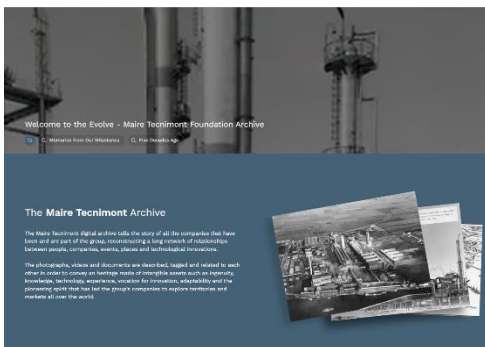 Welcome to the Evolve - Maire Tecnimont Foundation Archive
Memories from Our Milestones
Five Decades Ago
The Maire Tecnimont Archive
The Maire Tecnimont digital archive tells the story of all the companies that have
been and are part of the group, reconstructing a long network of relationships
between people, companies, events, places and technological innovations.
The photographs, videos and documents are described, tagged and related to each
other in order to convey an heritage made of intangible assets such as ingenuity,
knowledge, technology, experience, vocation for innovation, adaptability and the
pioneering spirit that has led the group's companies to explore territories and
markets all over the world.